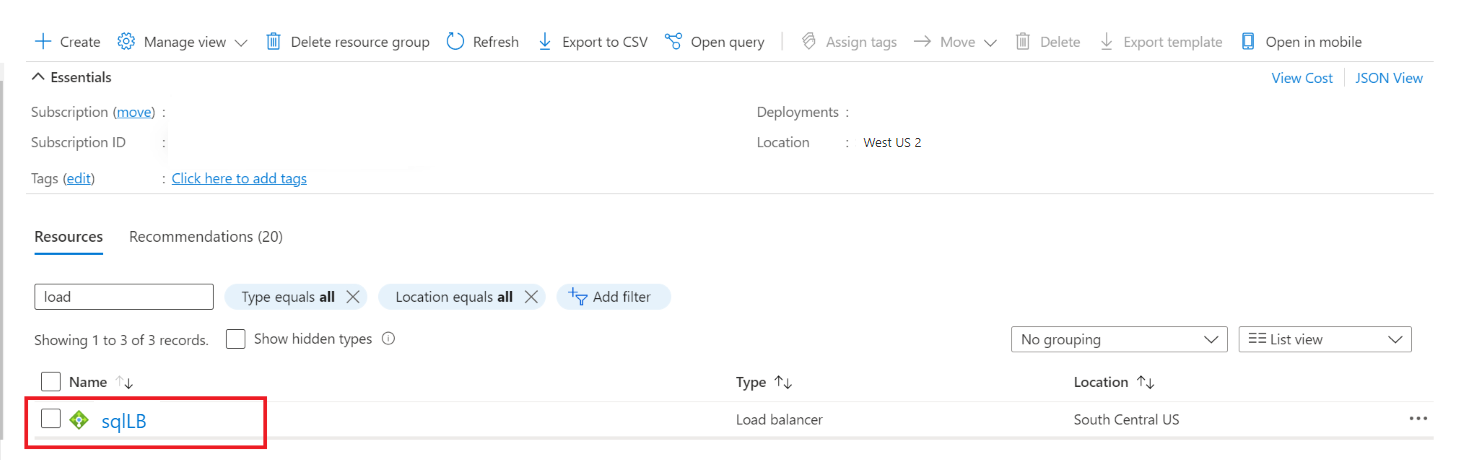 Create Manage view Delete resource group Refresh Export to CSV Open query Assign tags Move Delete Export template Open in mobile
Essentials View Cost JSON View
Subscription (move) : Deployments :
Subscription ID : Location : West US 2
Tags (edit) : Click here to add tags
Resources Recommendations (20)
load Type equals all Location equals all Add filter
Showing 1 to 3 of 3 records. Show hidden types No grouping List view
Name Type Location
sqlLB Load balancer South Central US